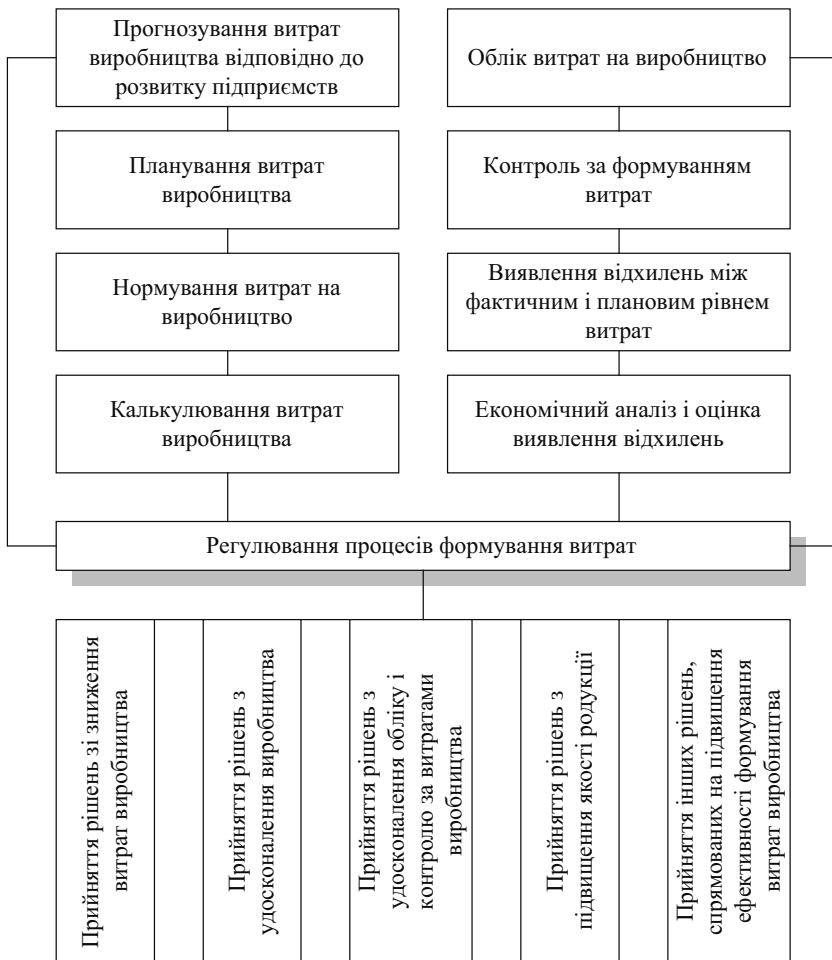 Прогнозування витрат
виробництва відповідно до
розвитку підприємств
Облік витрат на виробництво
Планування витрат
виробництва
Контроль за формуванням
витрат
Нормування витрат на
виробництво
Виявлення відхилень між
фактичним і плановим рівнем
витрат
Калькулювання витрат
виробництва
Економічний аналіз і оцінка
виявлення відхилень
Регулювання процесів формування витрат
Прийняття рішень зі зниження
витрат виробництва
Прийняття рішень з
удосконалення виробництва
Прийняття рішень з
удосконалення обліку і
контролю за витратами
виробництва
Прийняття рішень з
підвищення якості родукції
Прийняття інших рішень,
спрямованих на підвищення
ефективності формування
витрат виробництва